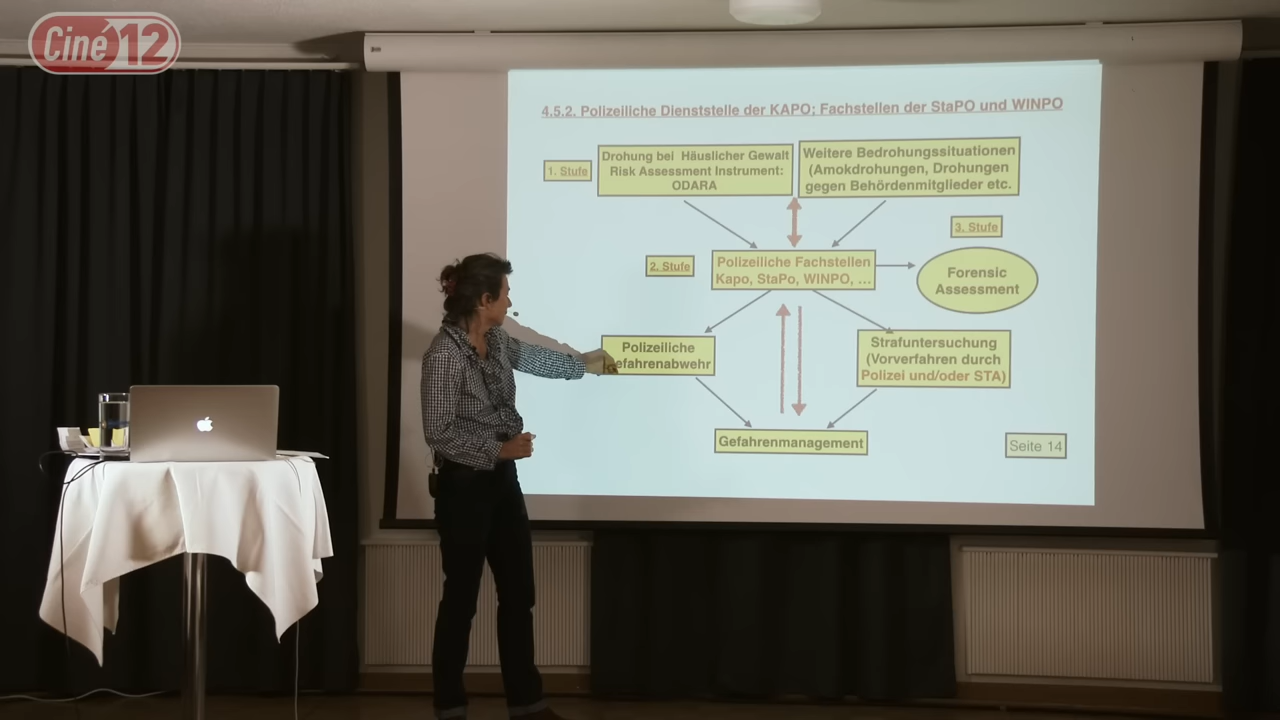 Ciné 12
4.5.2. Polizeiliche Dienststelle der KAPO; Fachstellen der StaPO und WINPO
1. Stufe
Drohung bei Häuslicher Gewalt
Risk Assessment Instrument:
ODARA
Weitere Bedrohungssituationen
(Amokdrohungen, Drohungen
gegen Behördenmitglieder etc.
3. Stufe
2. Stufe
Polizeiliche Fachstellen
Kapo, StaPo, WINPO, ...
Forensic
Assessment
Polizeiliche
efahrenabwehr
Strafuntersuchung
(Vorverfahren durch
Polizei und/oder STA)
Gefahrenmanagement
Seite 14